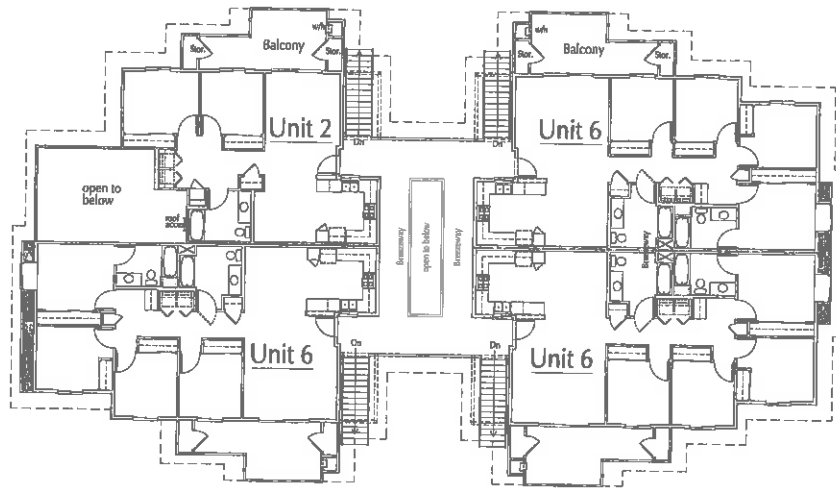 w/h
w/h
Balcony
Balcony
Stor.
Stor.
Stor.
Stor.
Unit 2
Unit 6
Dn
Dn
open to
below
roof
access
Breezeway
open to below
Breezeway
Breezeway
Dn
Dn
Unit 6
Unit 6